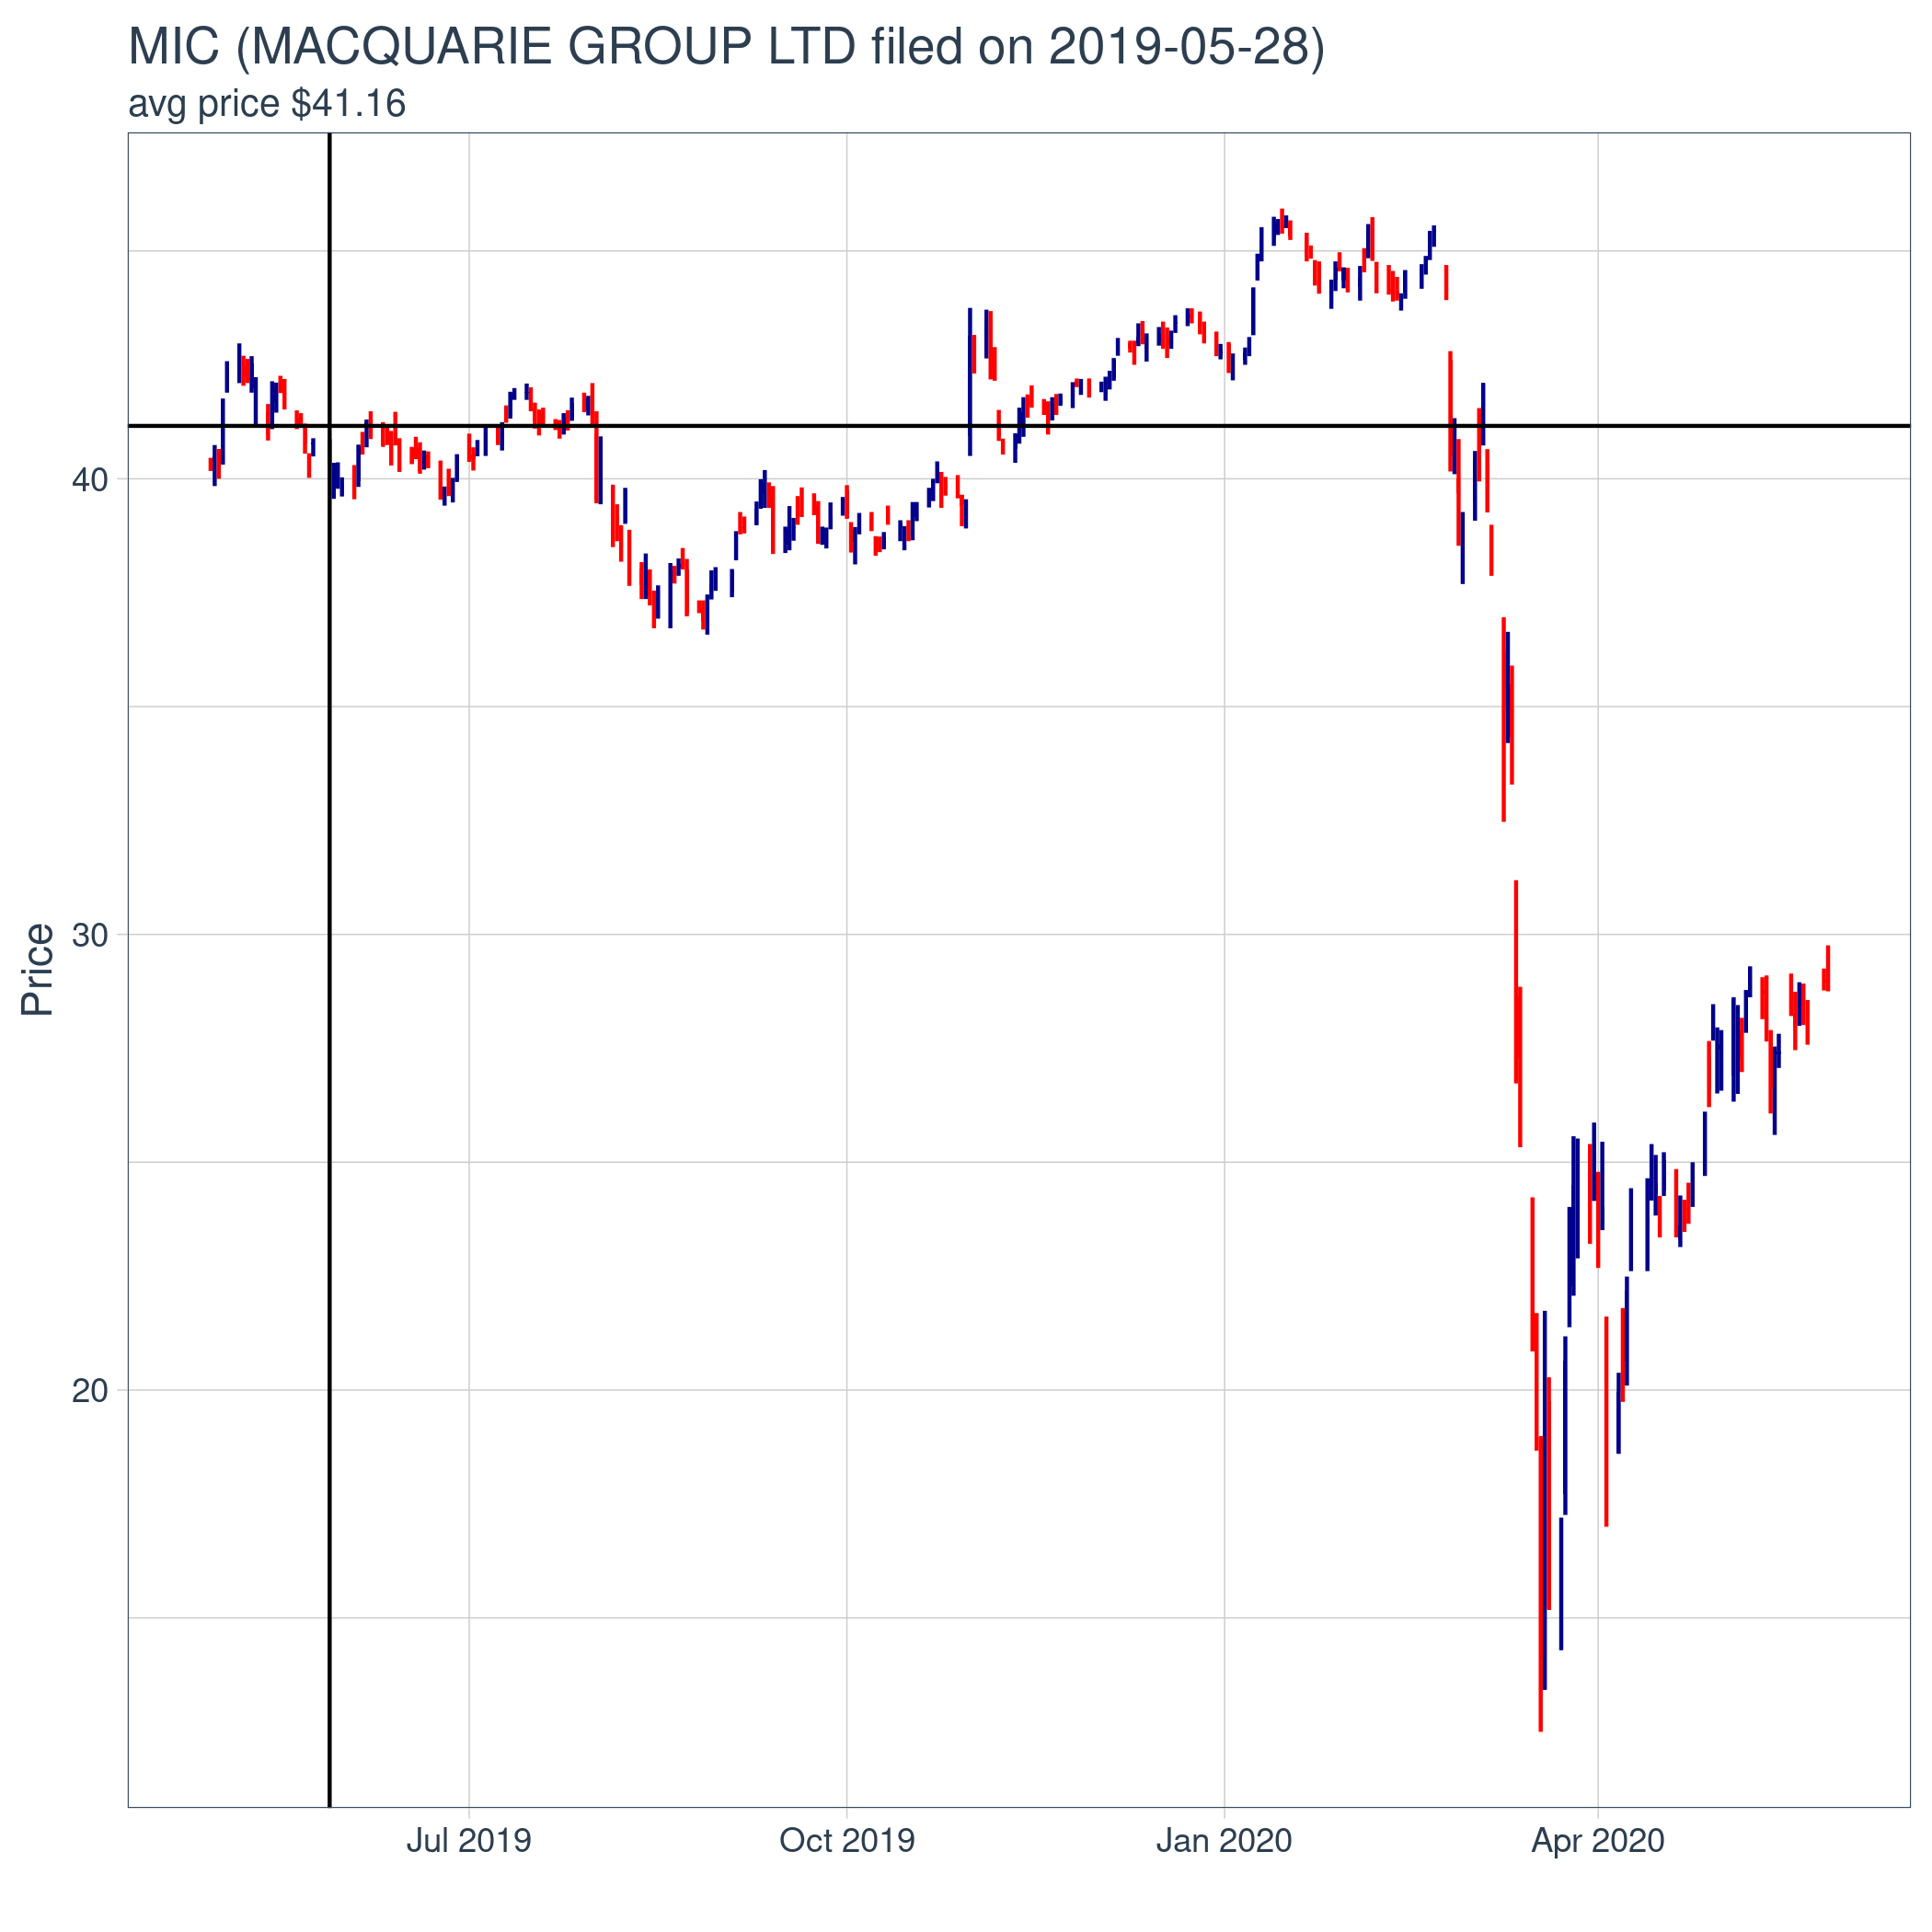 MIC (MACQUARIE GROUP LTD filed on 2019-05-28)
avg price $41.16
40
30
20
Price
Jul 2019
Oct 2019
Jan 2020
Apr 2020